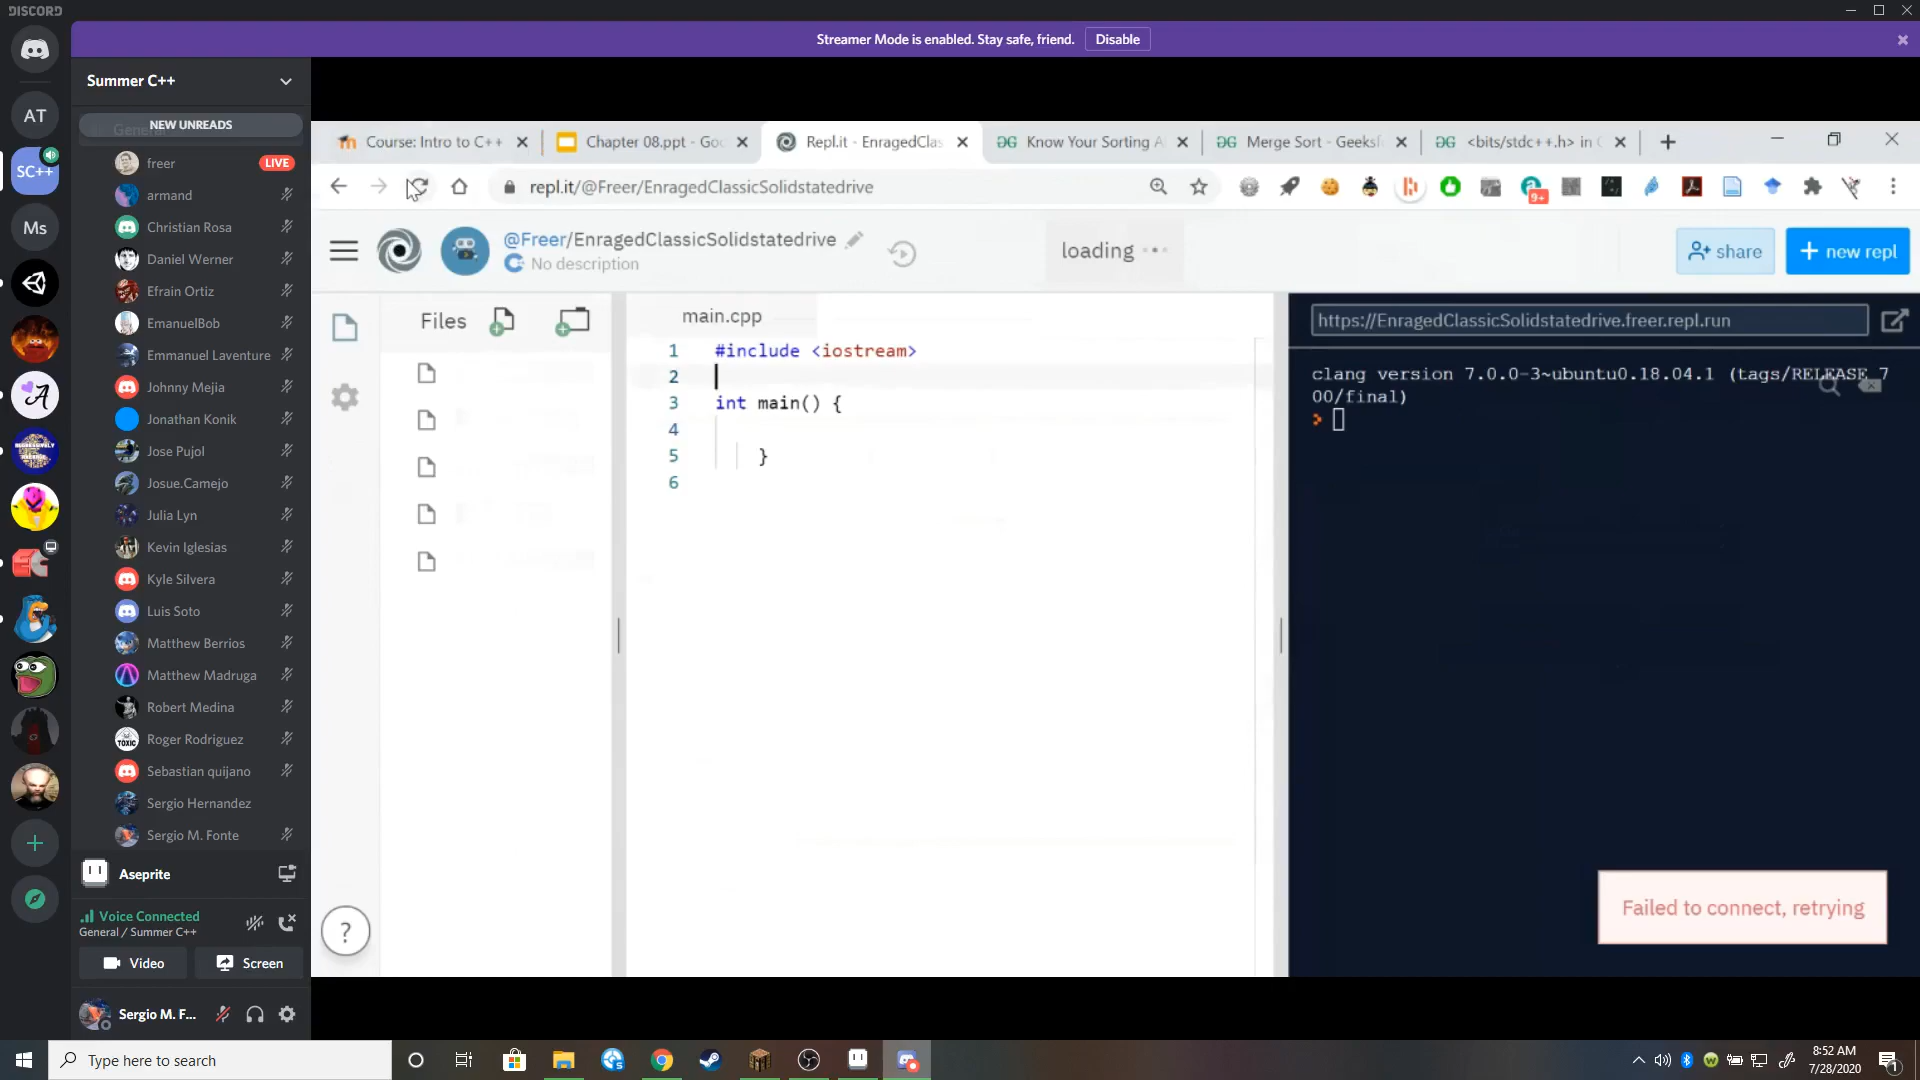 DISCORD
Streamer Mode is enabled. Stay safe, friend.
Disable
Summer C++
NEW UNREADS
AT
SC++
Ms
freer
LIVE
armand
Christian Rosa
Daniel Werner
Efrain Ortiz
EmanuelBob
Emmanuel Laventure
Johnny Mejia
Jonathan Konik
Jose Pujol
Josue.Camejo
Julia Lyn
Kevin Iglesias
Kyle Silvera
Luis Soto
Matthew Berrios
Matthew Madruga
Robert Medina
Roger Rodriguez
TOXIC
Sebastian quijano
Sergio Hernandez
Sergio M. Fonte
Aseprite
Voice Connected
General / Summer C++
Video
Screen
Sergio M. F...
Course: Intro to C++
Chapter 08.ppt - Goo
Repl.it - EnragedClas
Know Your Sorting A
Merge Sort - Geeksf
<bits/stdc++.h> in C
repl.it/@Freer/EnragedClassicSolidstatedrive
9+
@Freer/EnragedClassicSolidstatedrive
No description
loading
share
+ new repl
Files
main.cpp
1 #include <iostream>
2
3 int main() {
4
5 }
6
https://EnragedClassicSolidstatedrive.freer.repl.run
clang version 7.0.0-3~ubuntu0.18.04.1 (tags/RELEASE_7
00/final)
>
Failed to connect, retrying
?
Type here to search
8:52 AM
7/28/2020
1